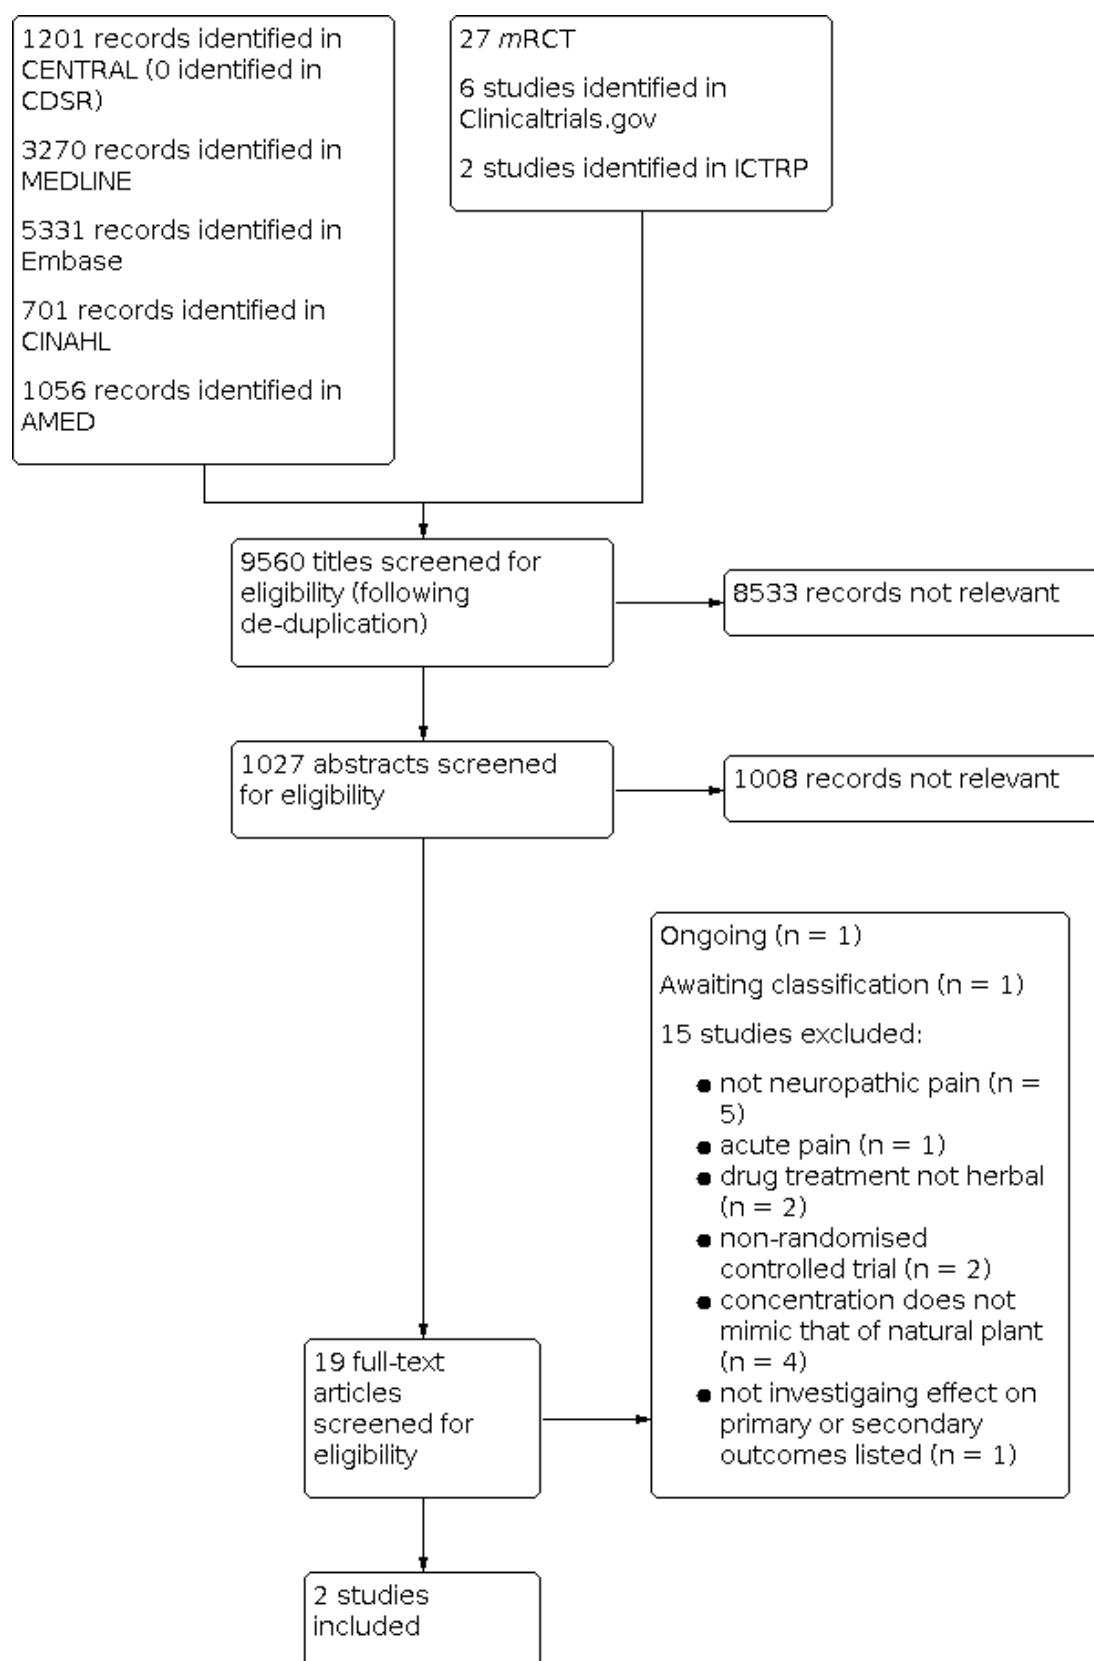 1201 records identified in
CENTRAL (0 identified in
CDSR)
3270 records identified in
MEDLINE
5331 records identified in
Embase
701 records identified in
CINAHL
1056 records identified in
AMED
27 mRCT
6 studies identified in
Clinicaltrials.gov
2 studies identified in ICTRP
9560 titles screened for
eligibility (following
de-duplication)
8533 records not relevant
1027 abstracts screened
for eligibility
1008 records not relevant
Ongoing (n = 1)
Awaiting classification (n = 1)
15 studies excluded:
● not neuropathic pain (n =
5)
● acute pain (n = 1)
● drug treatment not herbal
(n = 2)
● non-randomised
controlled trial (n = 2)
● concentration does not
mimic that of natural plant
(n = 4)
● not investigaing effect on
primary or secondary
outcomes listed (n = 1)
19 full-text
articles
screened for
eligibility
2 studies
included